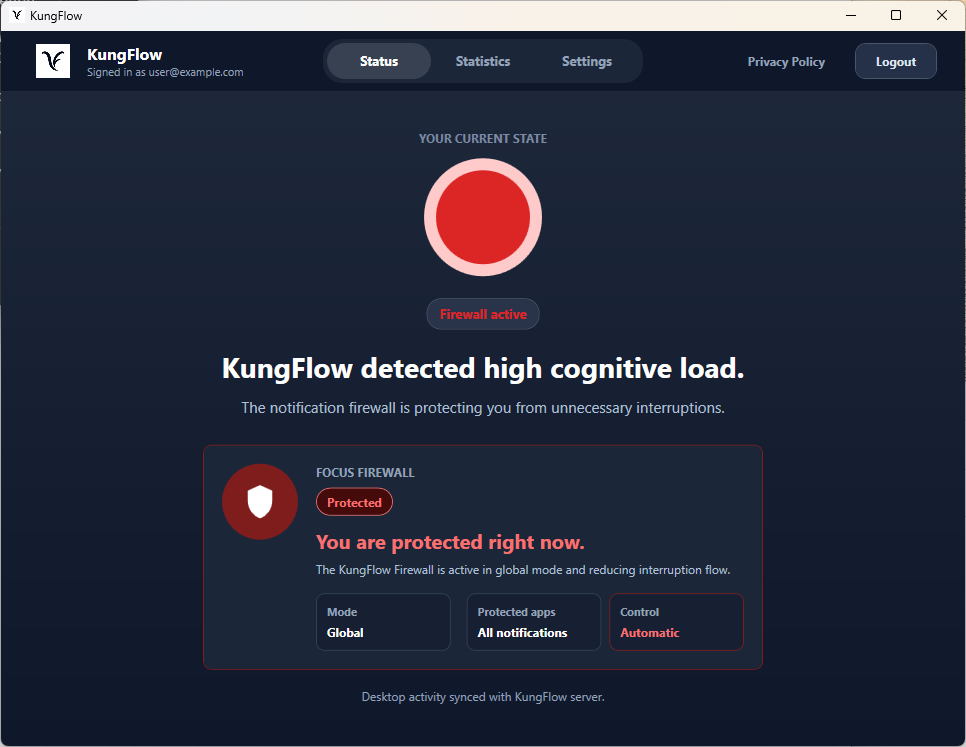 KungFlow
KungFlow
Signed in as user@example.com
Status
Statistics
Settings
Privacy Policy
Logout
YOUR CURRENT STATE
Firewall active
KungFlow detected high cognitive load.
The notification firewall is protecting you from unnecessary interruptions.
FOCUS FIREWALL
Protected
You are protected right now.
The KungFlow Firewall is active in global mode and reducing interruption flow.
Mode
Global
Protected apps
All notifications
Control
Automatic
Desktop activity synced with KungFlow server.